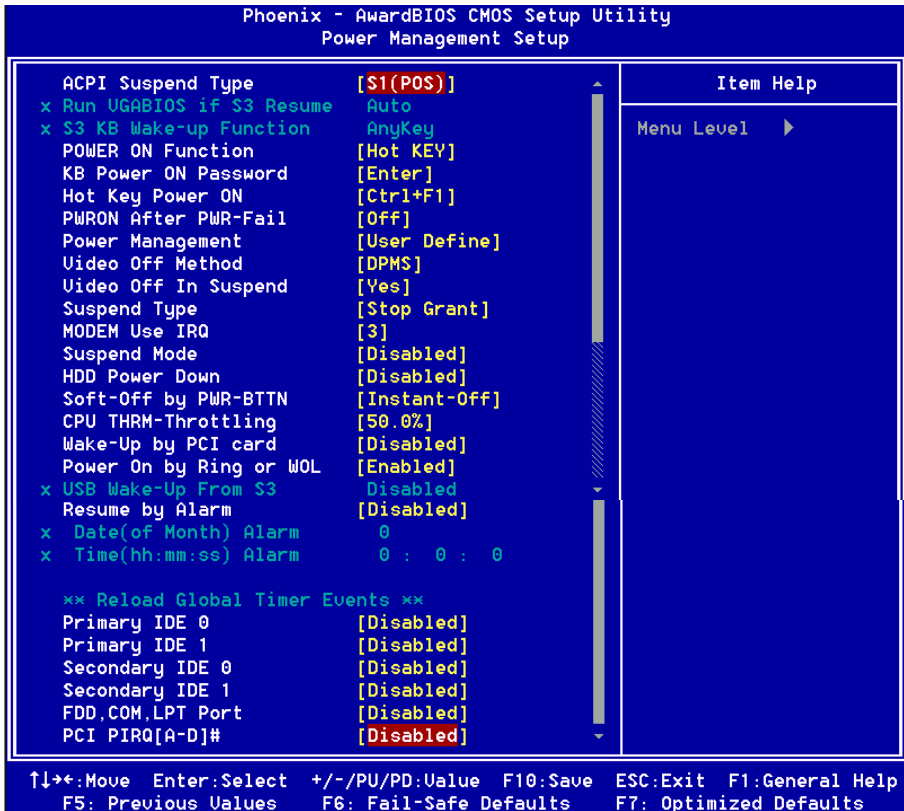 Phoenix - AwardBIOS CMOS Setup Utility
Power Management Setup
ACPI Suspend Type [S1(POS)] Item Help
x Run VGABIOS if S3 Resume Auto
x S3 KB Wake-up Function AnyKey Menu Level
POWER ON Function [Hot KEY]
KB Power ON Password [Enter]
Hot Key Power ON [Ctrl+F1]
PWRON After PWR-Fail [Off]
Power Management [User Define]
Video Off Method [DPMS]
Video Off In Suspend [Yes]
Suspend Type [Stop Grant]
MODEM Use IRQ [3]
Suspend Mode [Disabled]
HDD Power Down [Disabled]
Soft-Off by PWR-BTTN [Instant-Off]
CPU THRM-Throttling [50.0%]
Wake-Up by PCI card [Disabled]
Power On by Ring or WOL [Enabled]
x USB Wake-Up From S3 Disabled
Resume by Alarm [Disabled]
x Date(of Month) Alarm 0
x Time(hh:mm:ss) Alarm 0 : 0 : 0
** Reload Global Timer Events **
Primary IDE 0 [Disabled]
Primary IDE 1 [Disabled]
Secondary IDE 0 [Disabled]
Secondary IDE 1 [Disabled]
FDD,COM,LPT Port [Disabled]
PCI PIRQ[A-D]# [Disabled]
↑↓→←:Move Enter:Select +/-/PU/PD:Value F10:Save ESC:Exit F1:General Help
F5: Previous Values F6: Fail-Safe Defaults F7: Optimized Defaults